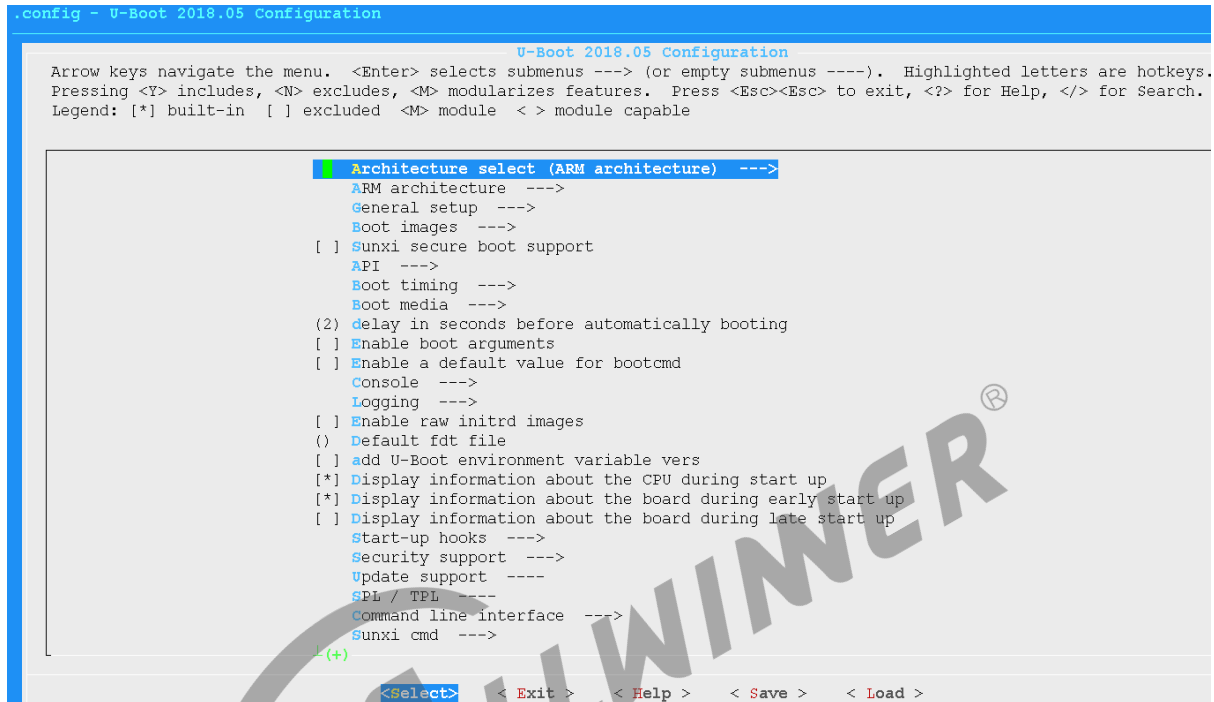 .config - U-Boot 2018.05 Configuration
U-Boot 2018.05 Configuration
Arrow keys navigate the menu.  <Enter> selects submenus ---> (or empty submenus ----).  Highlighted letters are hotkeys.
Pressing <Y> includes, <N> excludes, <M> modularizes features.  Press <Esc><Esc> to exit, <?> for Help, </> for Search.
Legend: [*] built-in  [ ] excluded  <M> module  < > module capable
Architecture select (ARM architecture)  --->
ARM architecture  --->
General setup  --->
Boot images  --->
[ ] Sunxi secure boot support
API  --->
Boot timing  --->
Boot media  --->
(2) delay in seconds before automatically booting
[ ] Enable boot arguments
[ ] Enable a default value for bootcmd
Console  --->
Logging  --->
[ ] Enable raw initrd images
()  Default fdt file
[ ] add U-Boot environment variable vers
[*] Display information about the CPU during start up
[*] Display information about the board during early start up
[ ] Display information about the board during late start up
Start-up hooks  --->
Security support  --->
Update support  ----
SPL / TPL  ----
Command line interface  --->
Sunxi cmd  --->
(+)
<Select>    < Exit >    < Help >    < Save >    < Load >
LLWINNER®